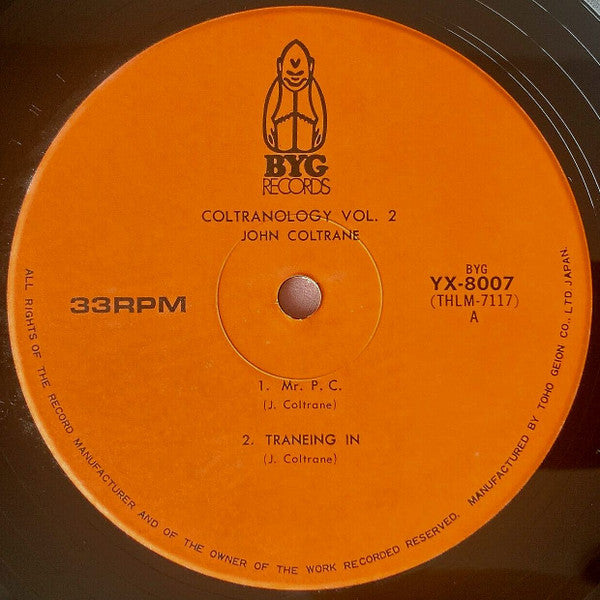 BYG
RECORDS
COLTRANOLOGY VOL. 2
JOHN COLTRANE
33RPM
BYG
YX-8007
(THLM-7117)
A
1. Mr. P. C.
(J. Coltrane)
2. TRANEING IN
(J. Coltrane)
ALL RIGHTS OF THE RECORD MANUFACTURER AND OF THE OWNER OF THE WORK RECORDED RESERVED. MANUFACTURED BY TOHO GEION CO., LTD JAPAN.